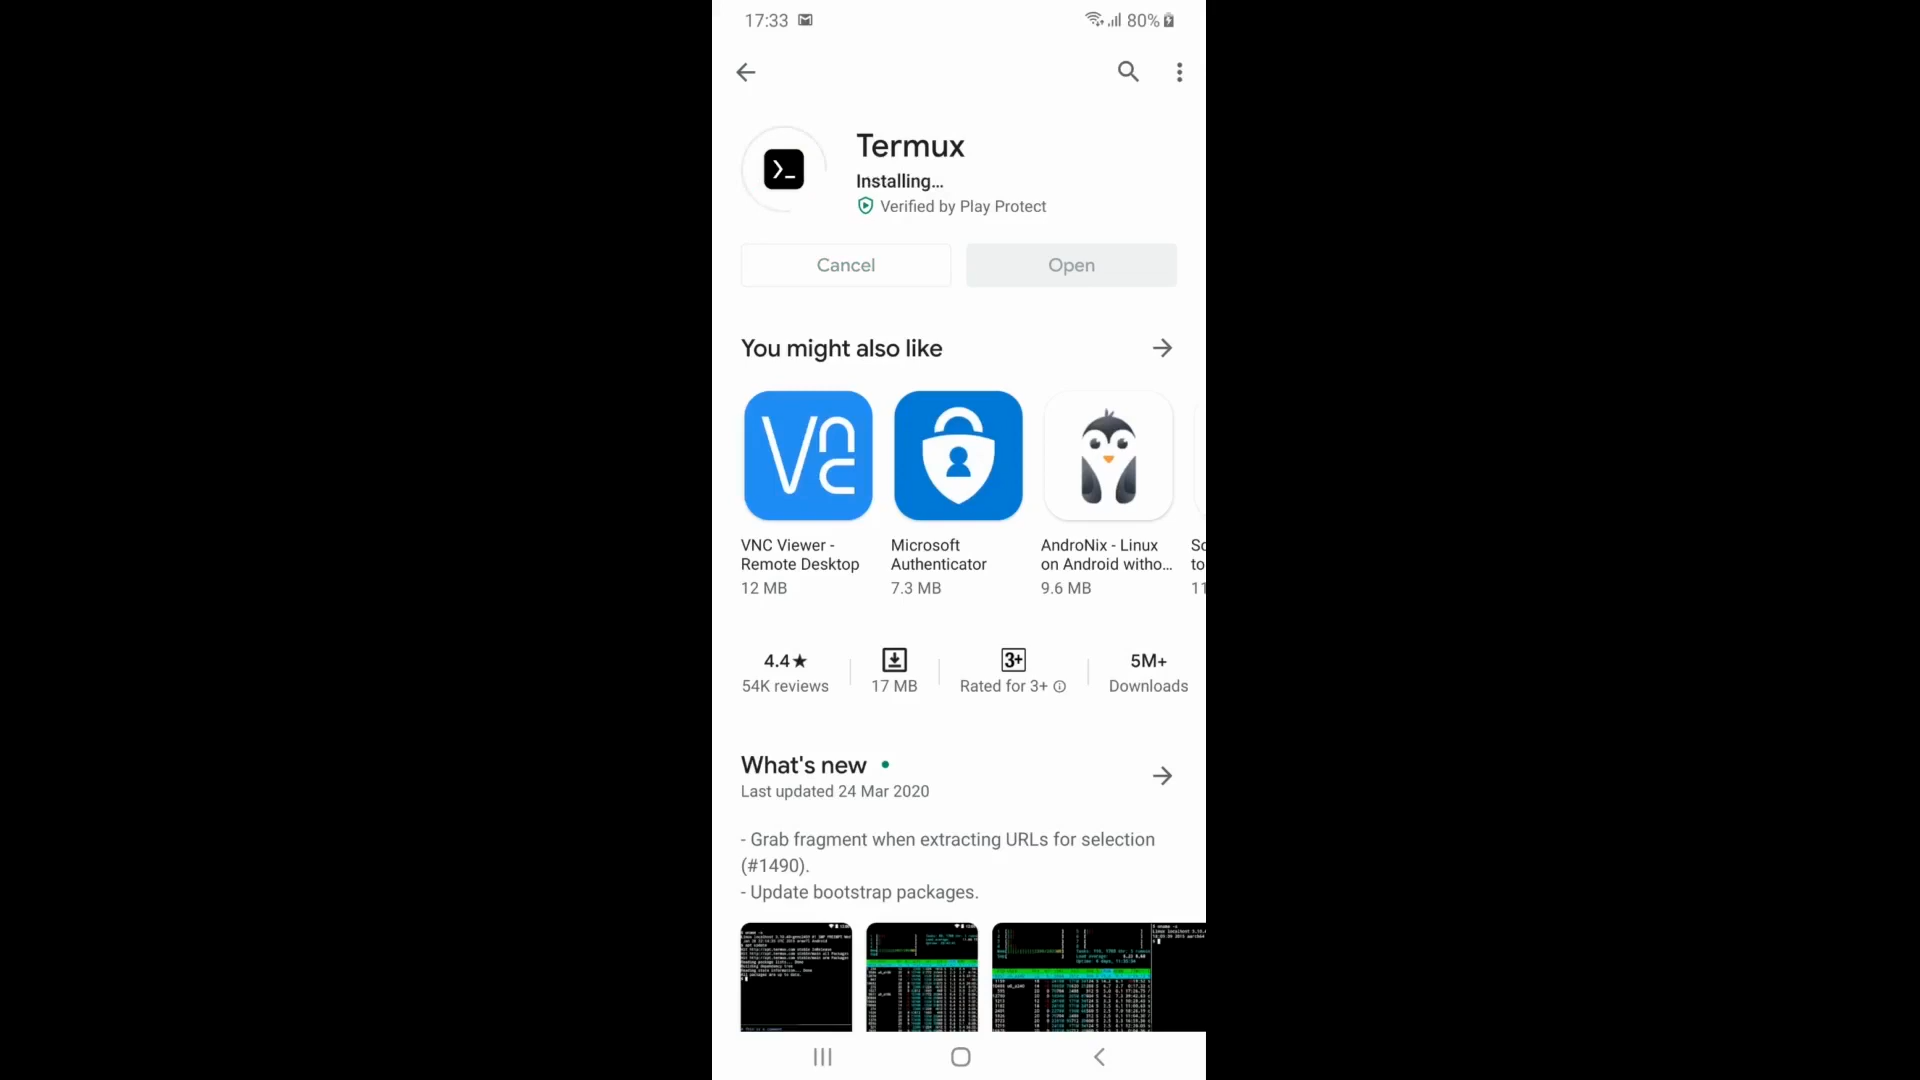 17:33 80%
Termux
Installing...
Verified by Play Protect
Cancel Open
You might also like
VNC Viewer - Remote Desktop
12 MB
Microsoft Authenticator
7.3 MB
AndroNix - Linux on Android witho...
9.6 MB
4.4★ 3+ 5M+
54K reviews 17 MB Rated for 3+ Downloads
What's new
Last updated 24 Mar 2020
- Grab fragment when extracting URLs for selection
(#1490).
- Update bootstrap packages.